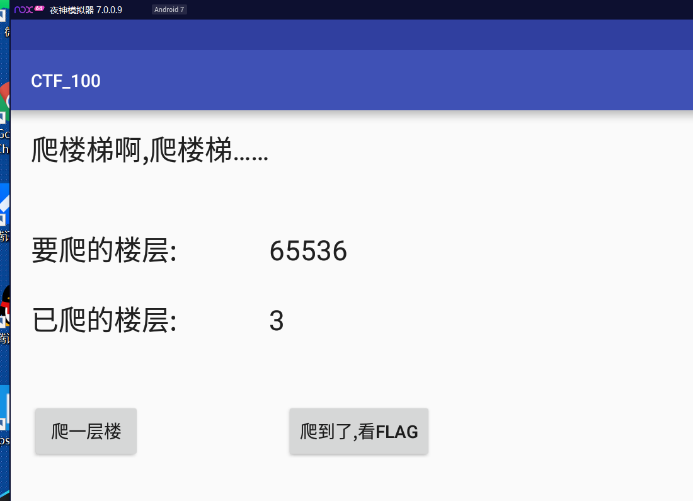 nox 夜神模拟器 7.0.0.9 Android 7
CTF_100
爬楼梯啊,爬楼梯……
要爬的楼层: 65536
已爬的楼层: 3
爬一层楼 爬到了,看FLAG